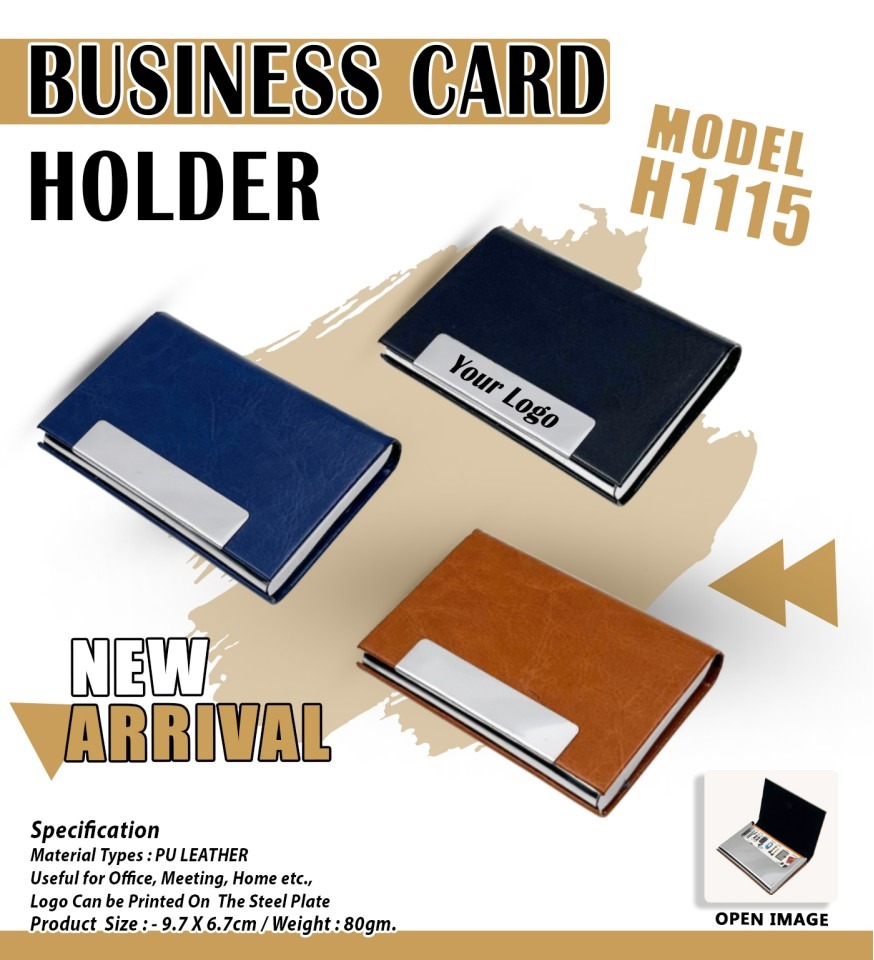 BUSINESS CARD
HOLDER
MODEL
H1115
Your Logo
NEW
ARRIVAL
Specification
Material Types : PU LEATHER
Useful for Office, Meeting, Home etc.,
Logo Can be Printed On The Steel Plate
Product Size : - 9.7 X 6.7cm / Weight : 80gm.
OPEN IMAGE